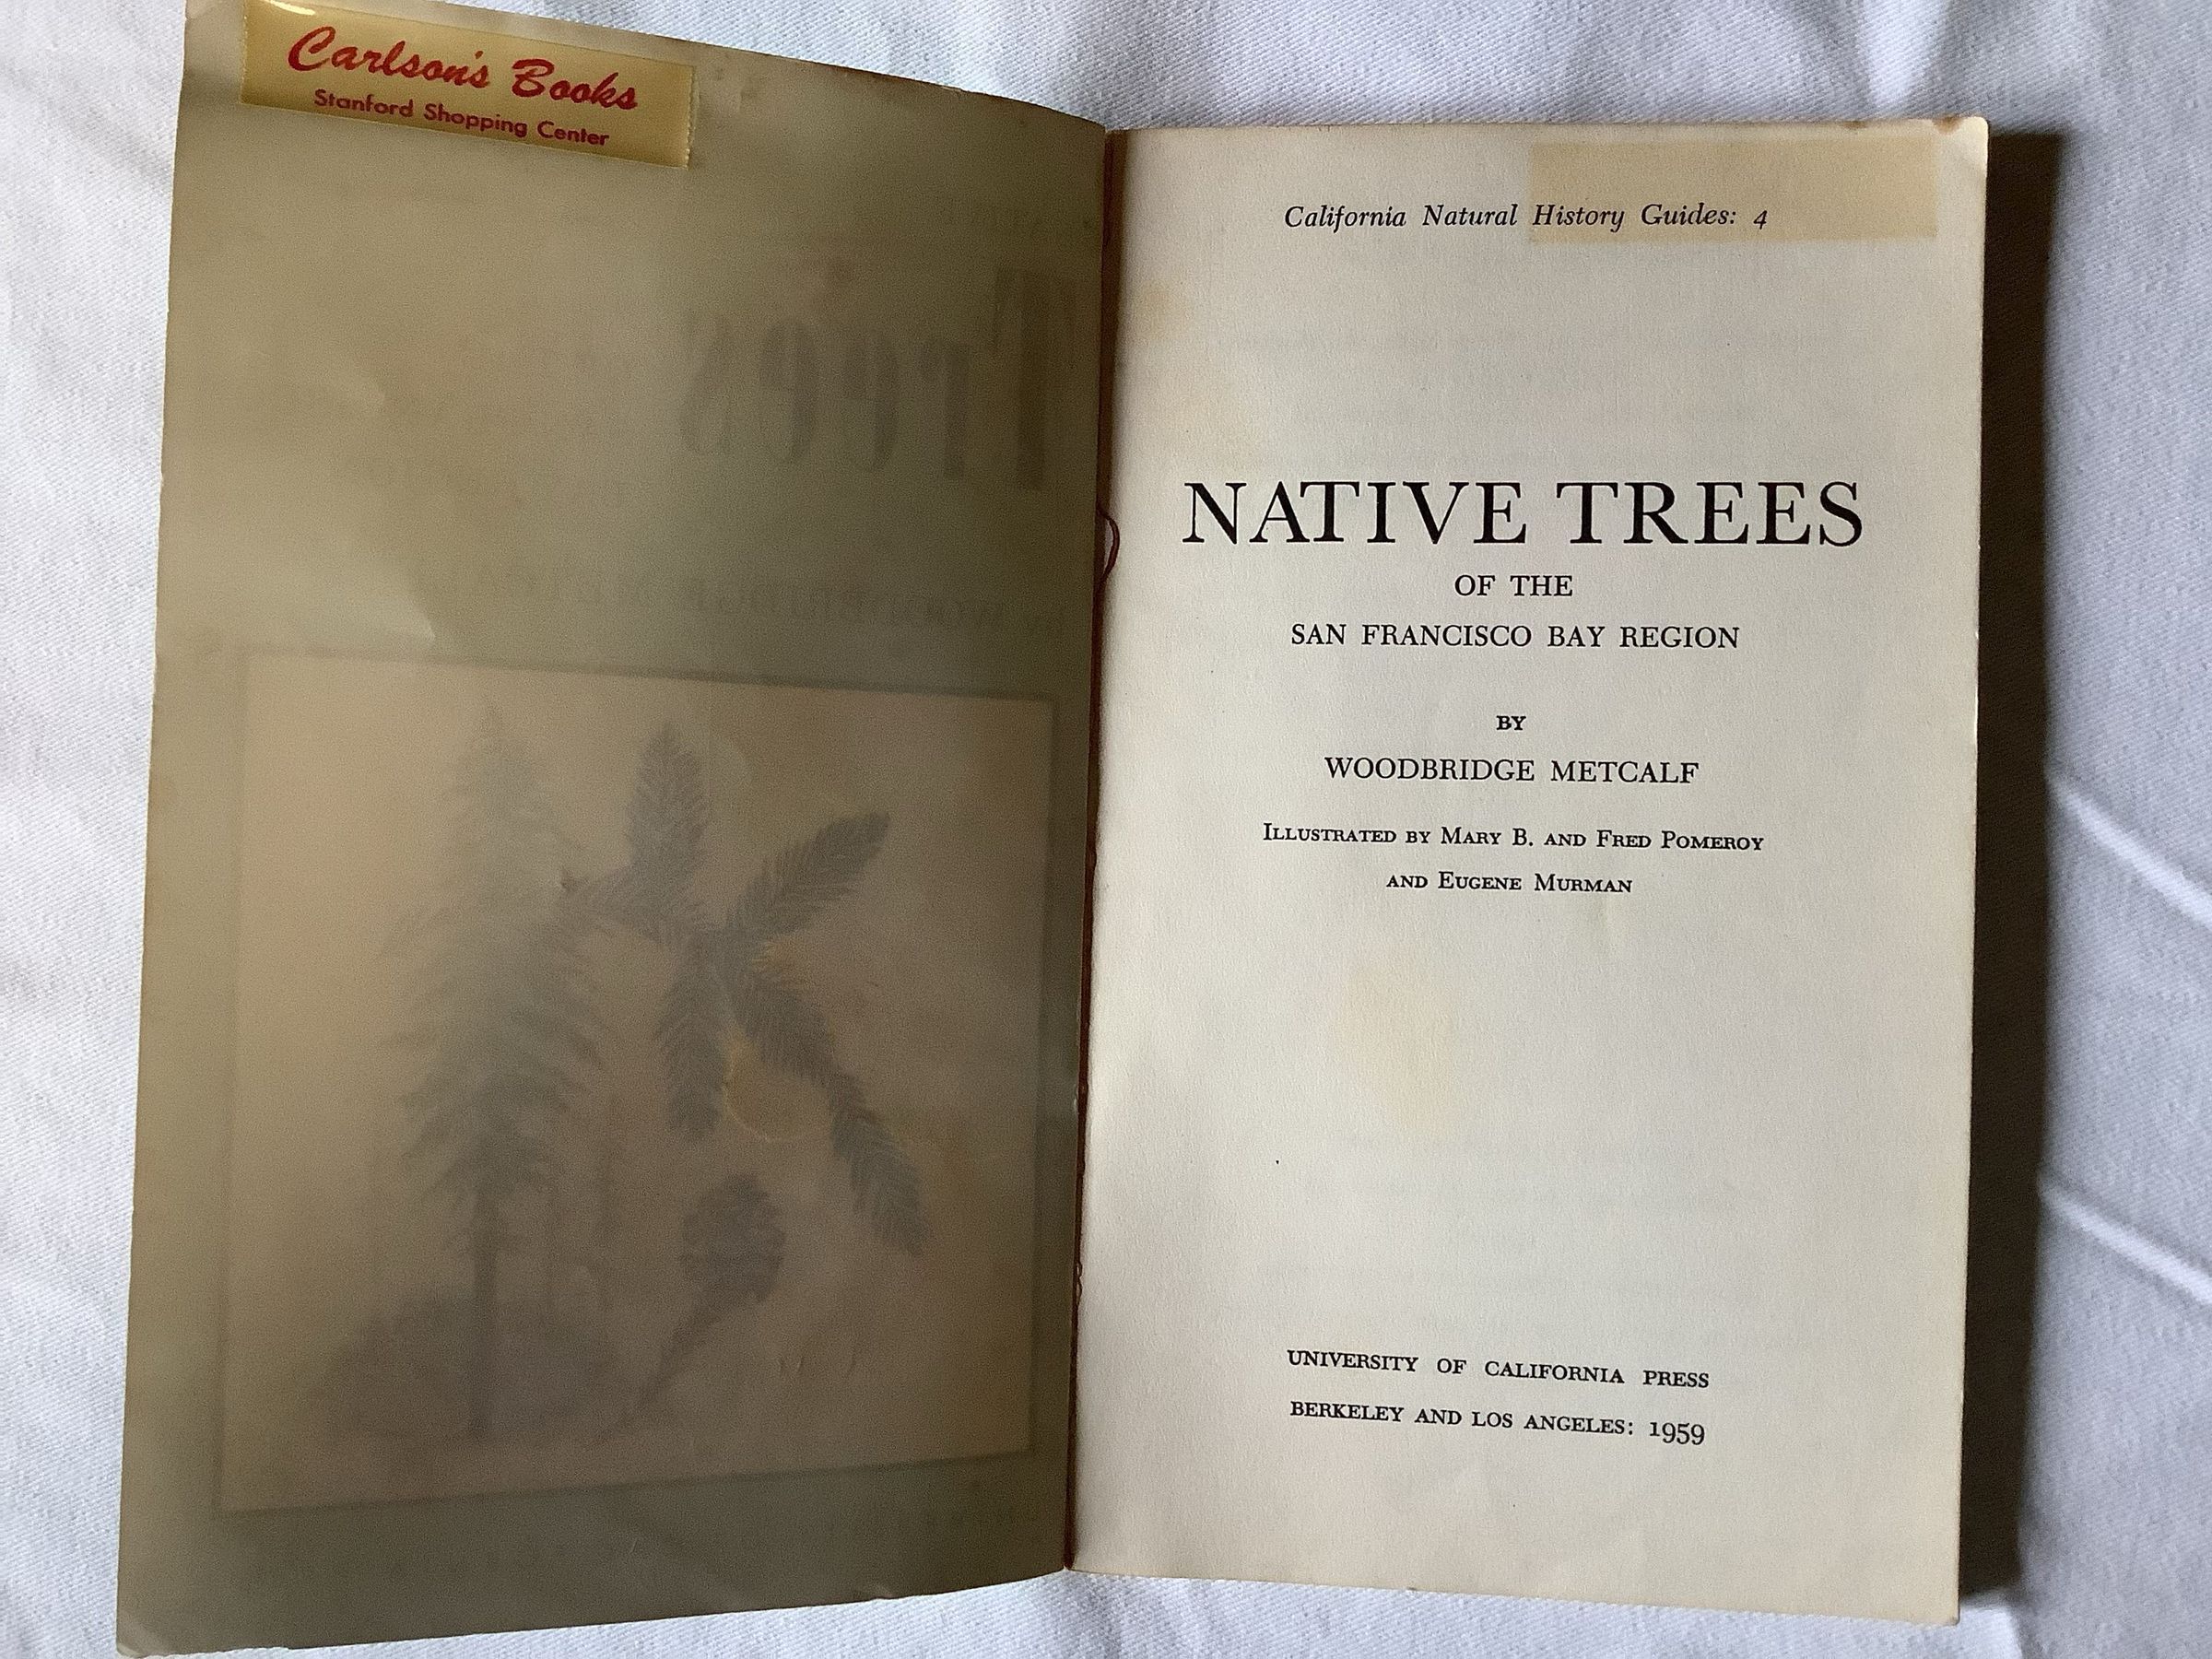 Carlson's Books
Stanford Shopping Center
Trees
California Natural History Guides: 4
NATIVE TREES
OF THE
SAN FRANCISCO BAY REGION
BY
WOODBRIDGE METCALF
ILLUSTRATED BY MARY B. AND FRED POMEROY
AND EUGENE MURMAN
UNIVERSITY OF CALIFORNIA PRESS
BERKELEY AND LOS ANGELES: 1959